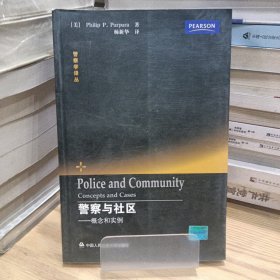 [美] Philip P. Purpura 著
杨新华 译
PEARSON
警察学译丛
Police and Community
Concepts and Cases
警察与社区
——概念和实例